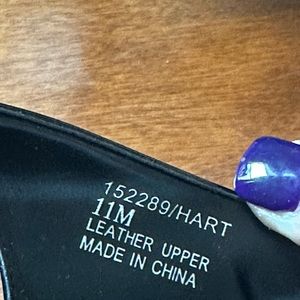 152289/HART
11M
LEATHER UPPER
MADE IN CHINA